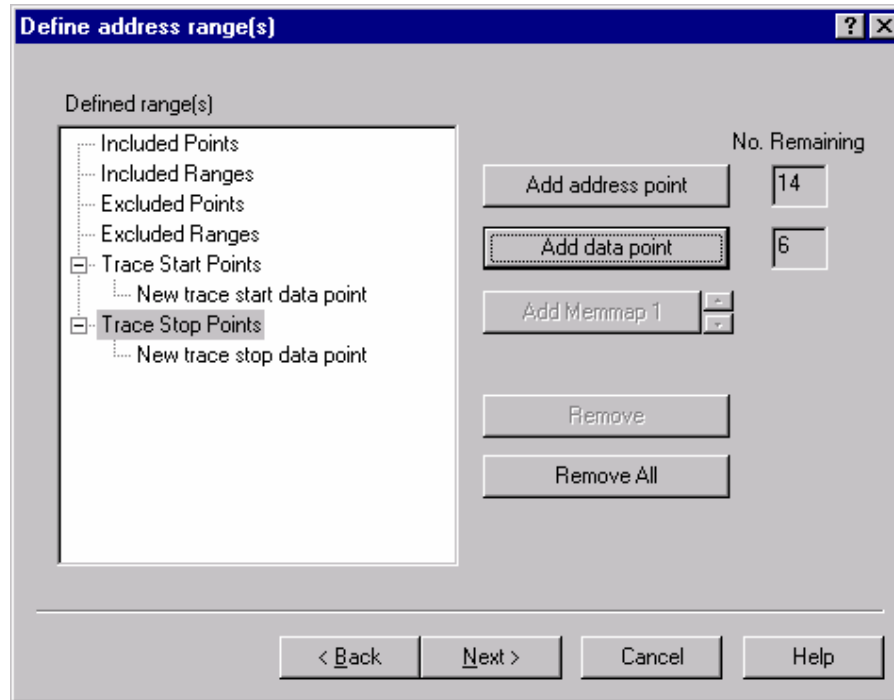 Define address range(s)
Defined range(s)
Included Points
Included Ranges
Excluded Points
Excluded Ranges
Trace Start Points
New trace start data point
Trace Stop Points
New trace stop data point
No. Remaining
Add address point
14
Add data point
6
Add Memmap 1
Remove
Remove All
< Back
Next >
Cancel
Help